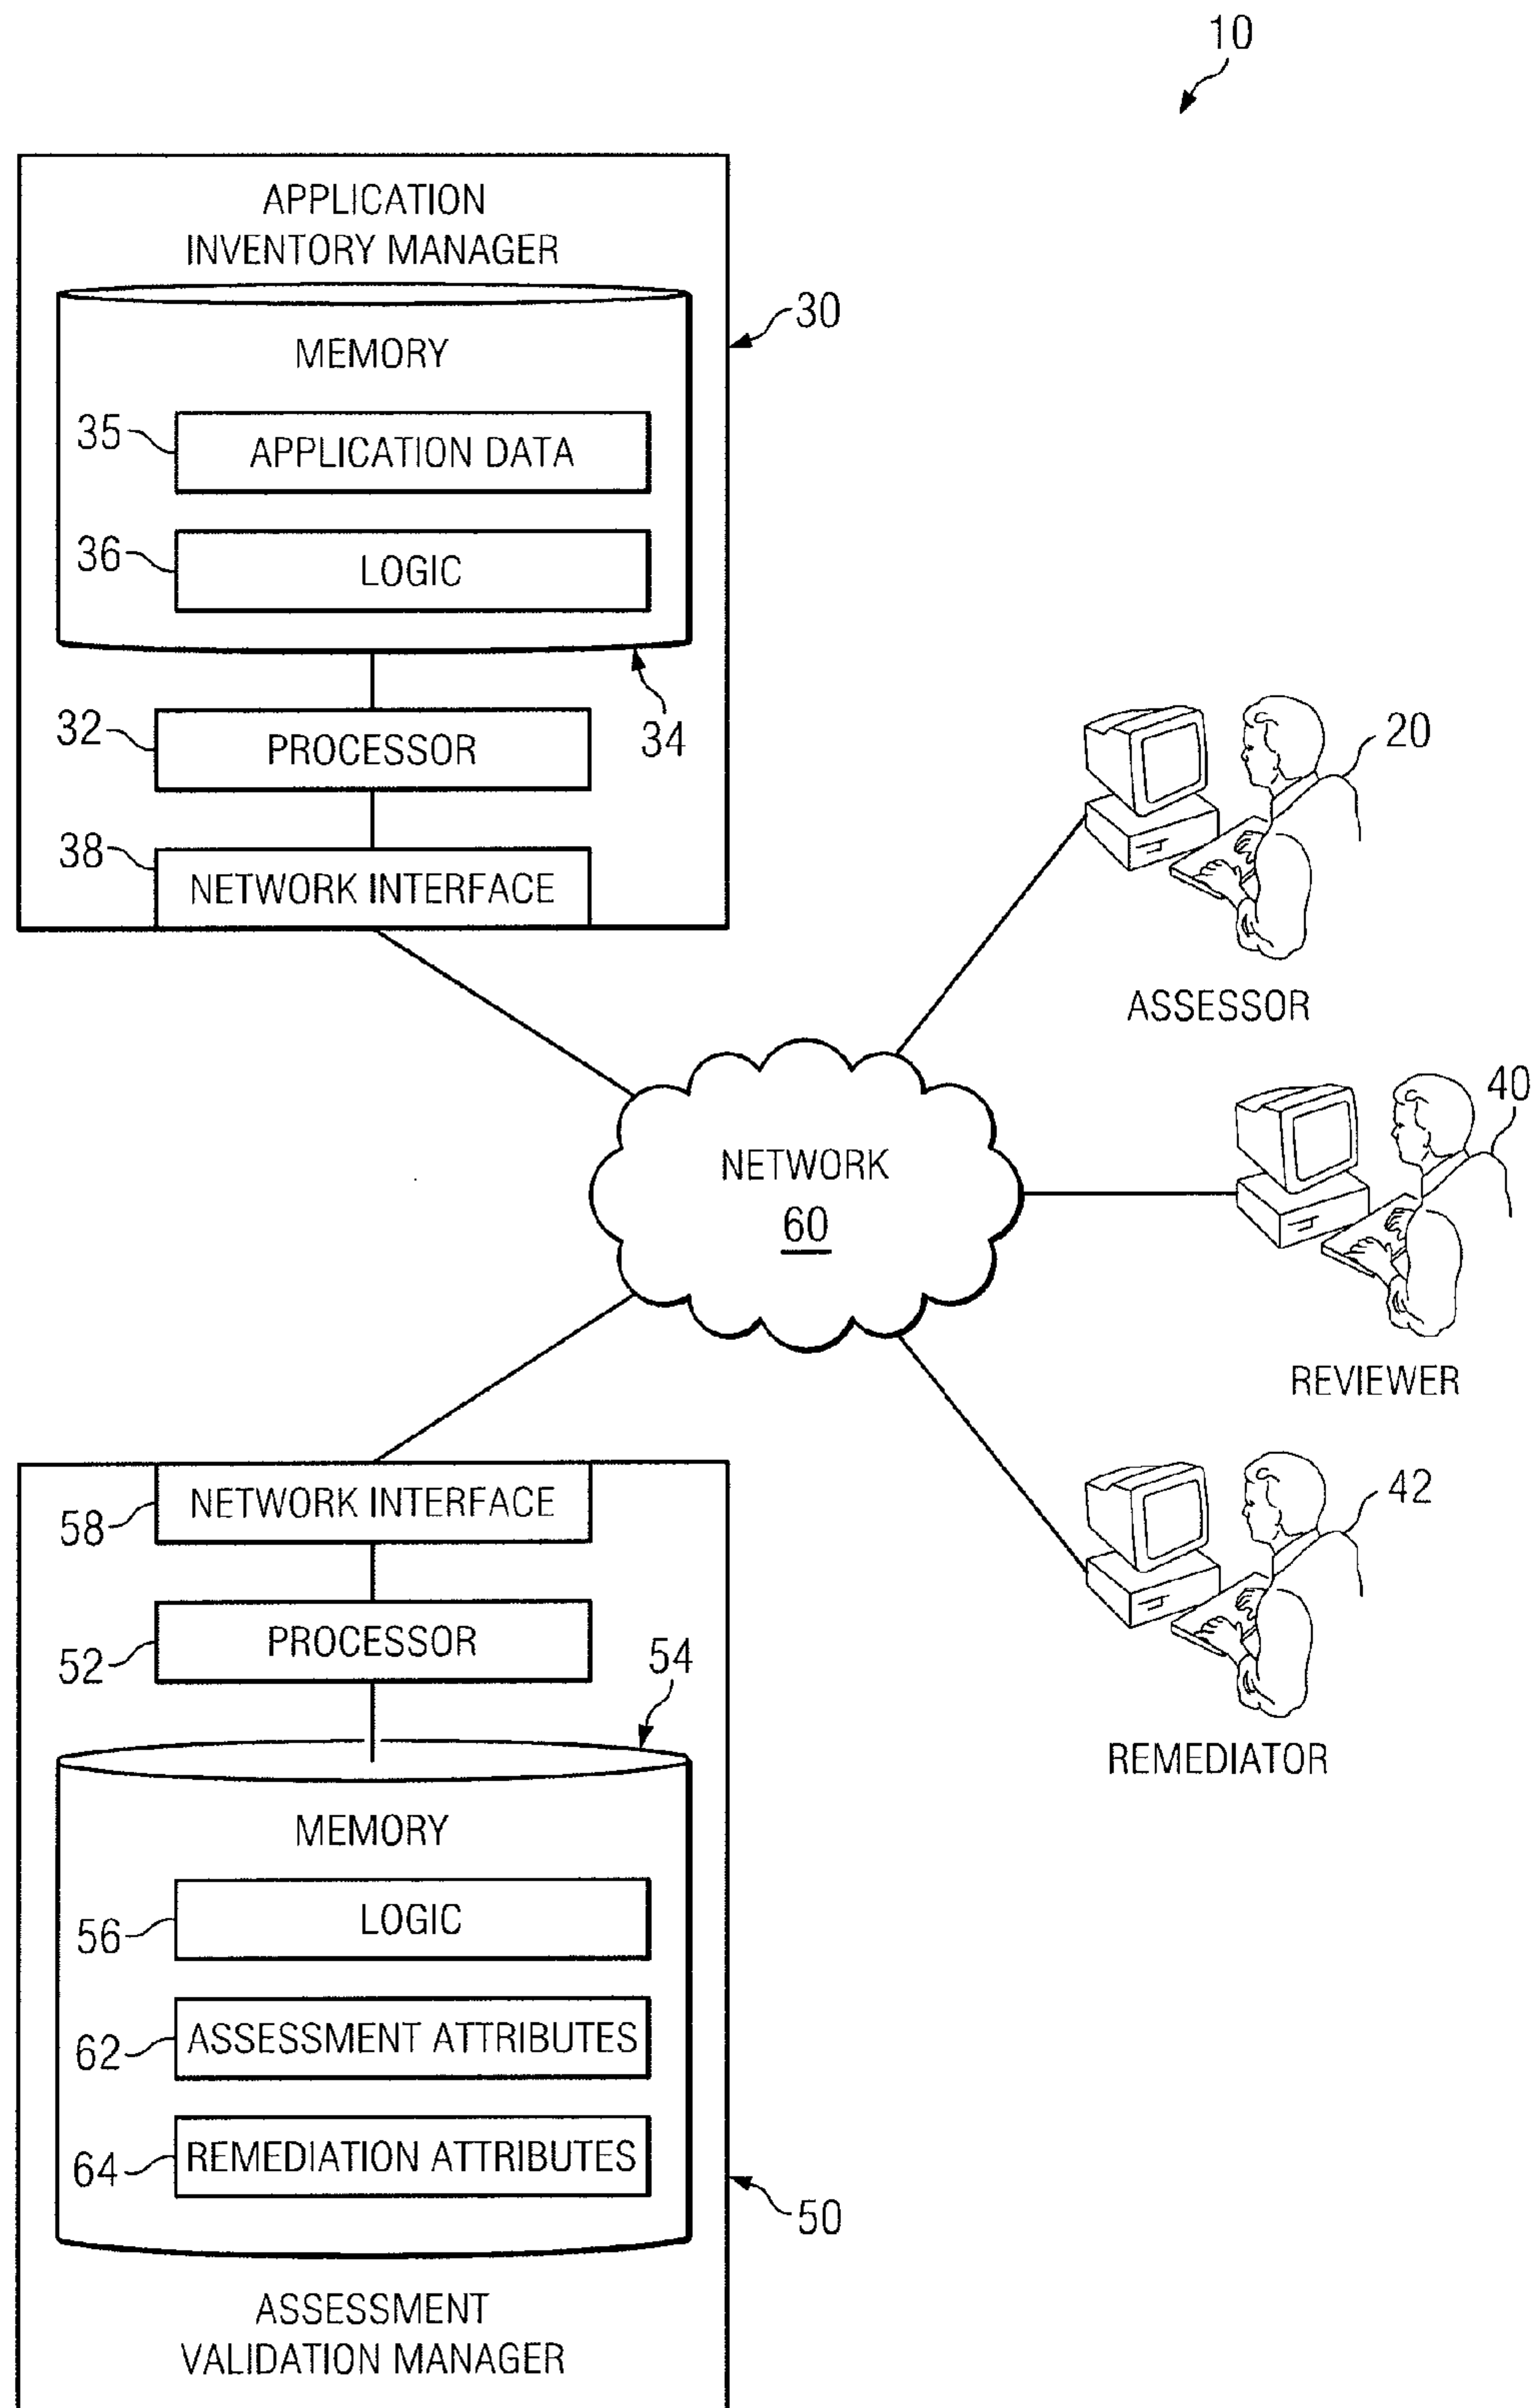 10
APPLICATION
INVENTORY MANAGER
MEMORY
30
35
APPLICATION DATA
36
LOGIC
32
PROCESSOR
34
38
NETWORK INTERFACE
20
ASSESSOR
40
NETWORK
60
REVIEWER
58
NETWORK INTERFACE
42
52
PROCESSOR
54
REMEDIATOR
MEMORY
56
LOGIC
62
ASSESSMENT ATTRIBUTES
64
REMEDIATION ATTRIBUTES
50
ASSESSMENT
VALIDATION MANAGER